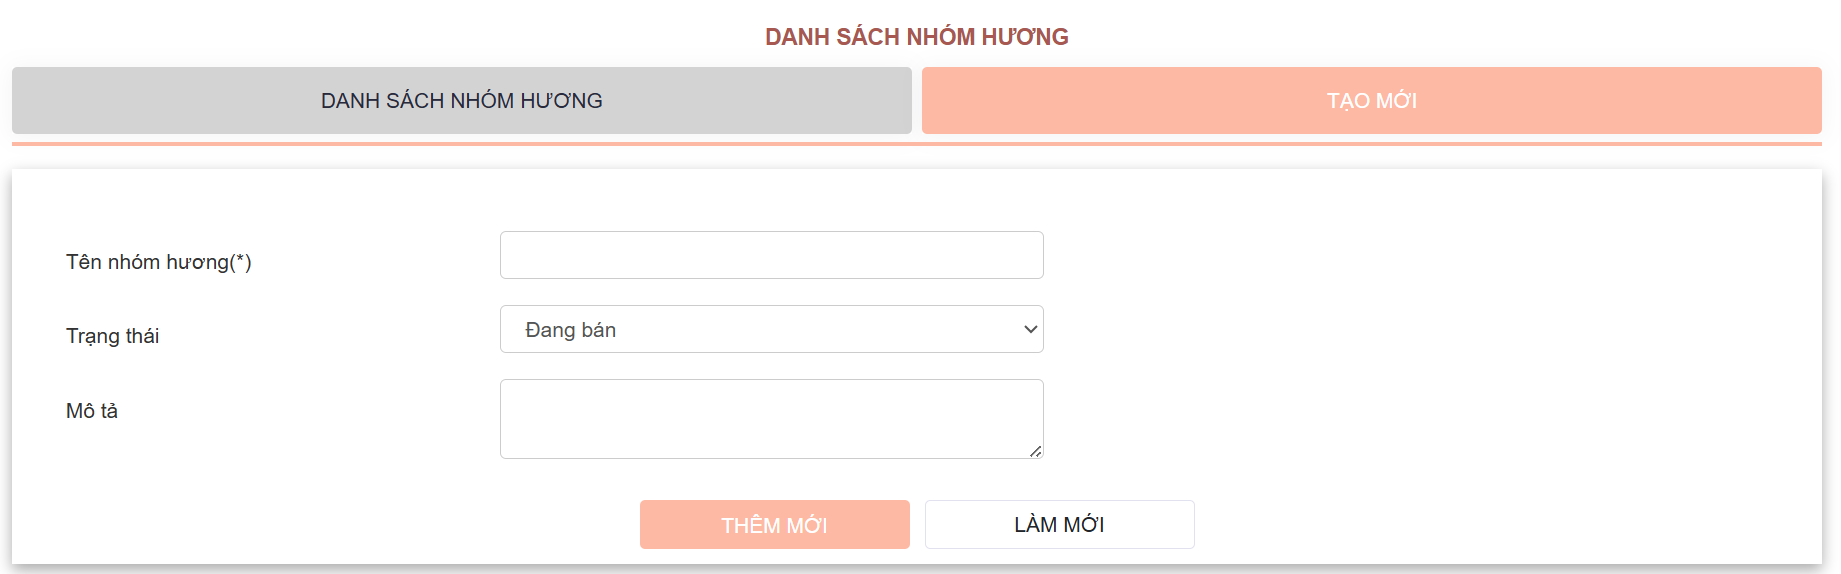 DANH SÁCH NHÓM HƯƠNG
DANH SÁCH NHÓM HƯƠNG
TẠO MỚI
Tên nhóm hương(*)
Trạng thái
Đang bán
Mô tả
THÊM MỚI
LÀM MỚI